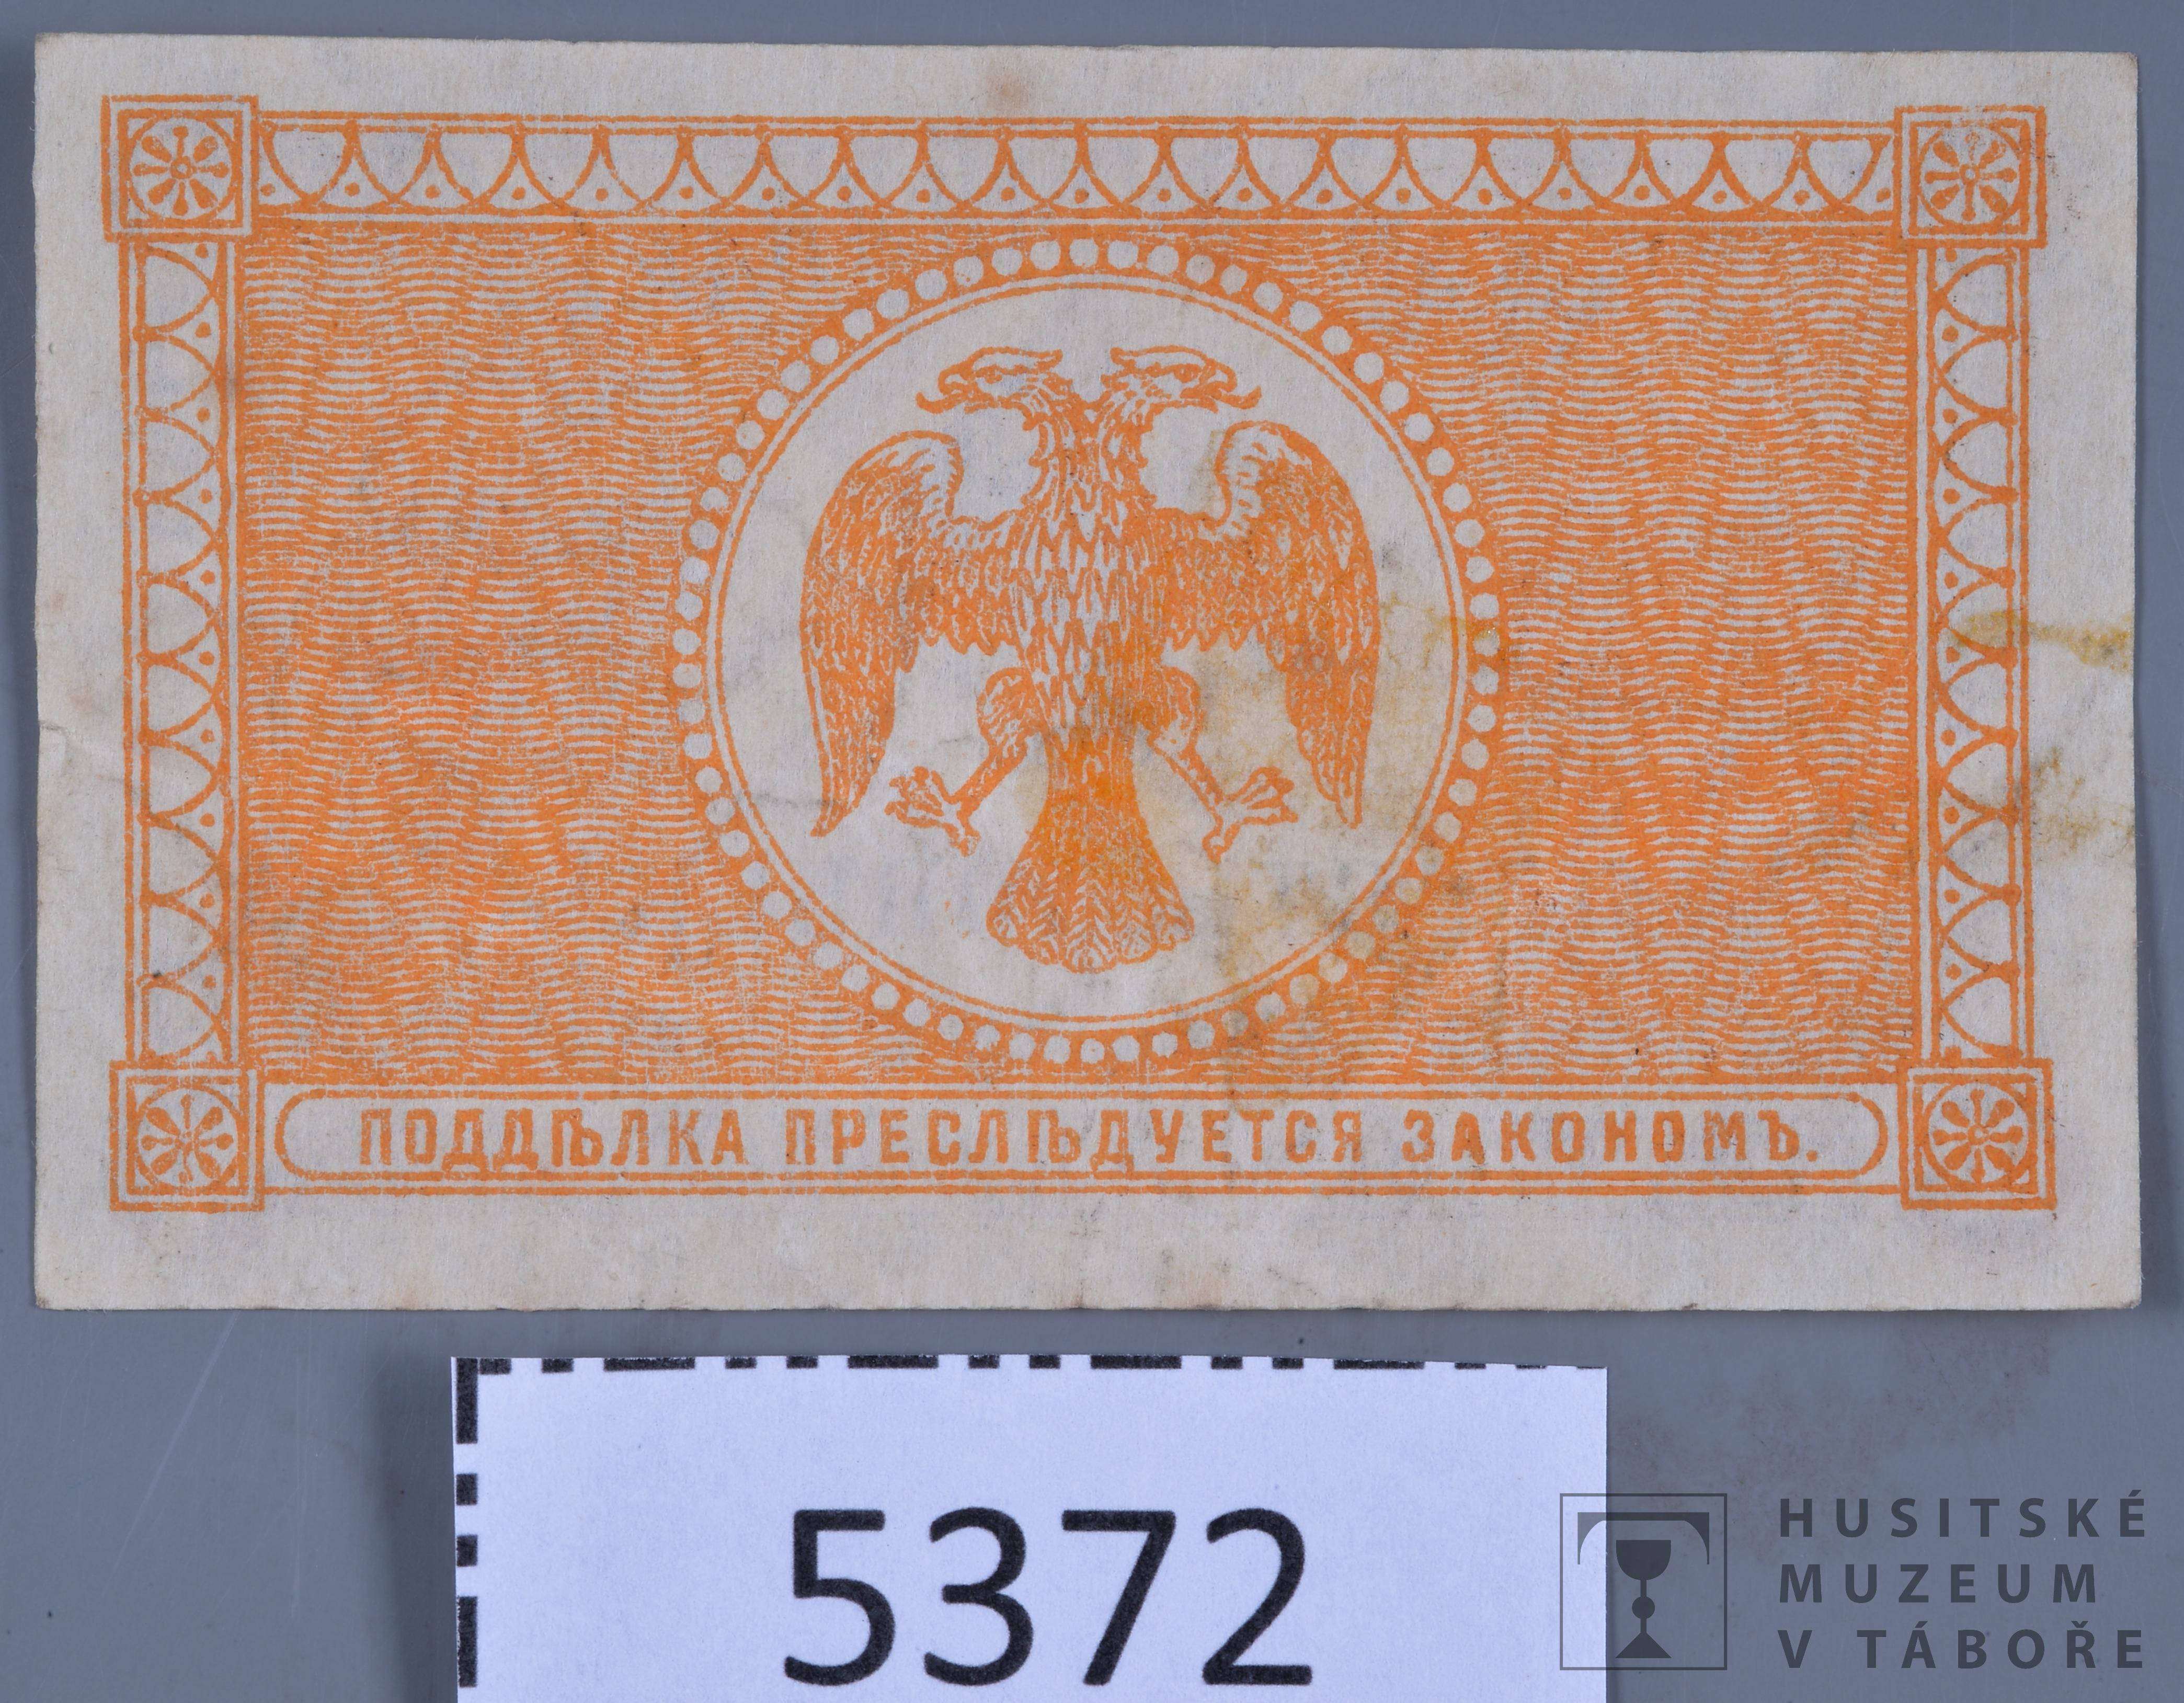 ПОДДѢЛКА ПРЕСЛѢДУЕТСЯ ЗАКОНОМЪ.
5372
HUSITSKÉ
MUZEUM
V TÁBOŘE